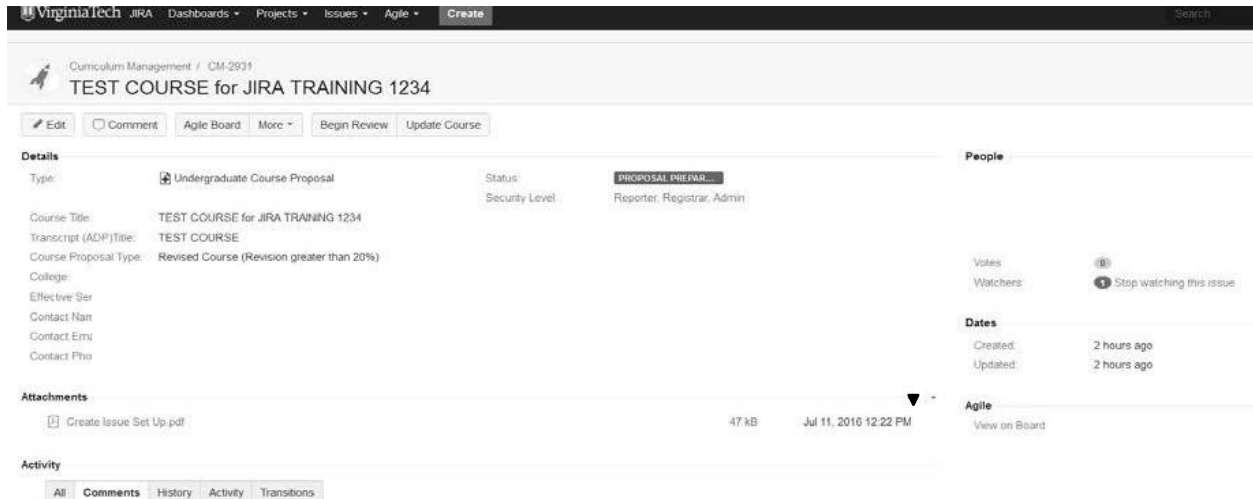 VirginiaTech JIRA Dashboards Projects Issues Agile Create Search
Curriculum Management / CM-2931
TEST COURSE for JIRA TRAINING 1234
Edit Comment Agile Board More Begin Review Update Course
Details
Type: Undergraduate Course Proposal Status: PROPOSAL PREPAR...
Security Level: Reporter, Registrar, Admin
Course Title: TEST COURSE for JIRA TRAINING 1234
Transcript (ADP)Title: TEST COURSE
Course Proposal Type: Revised Course (Revision greater than 20%)
College:
Effective Ser
Contact Nam
Contact Ema
Contact Pho
People
Votes: 0
Watchers: 1 Stop watching this issue
Dates
Created: 2 hours ago
Updated: 2 hours ago
Attachments
Create Issue Set Up.pdf 47 kB Jul 11, 2016 12:22 PM
Agile
View on Board
Activity
All Comments History Activity Transitions